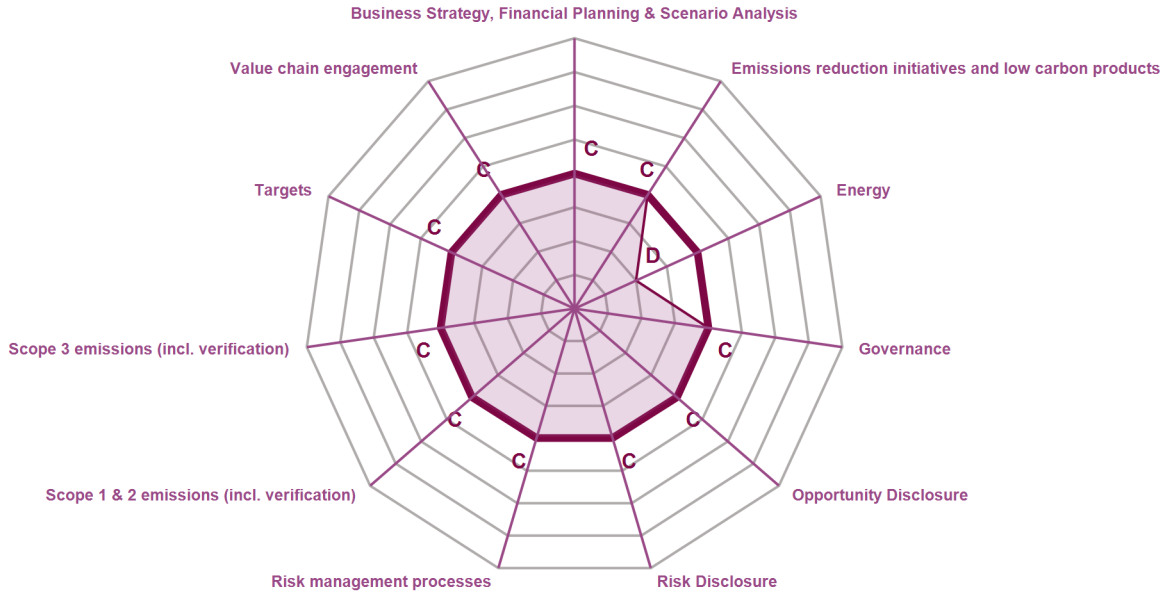 Business Strategy, Financial Planning & Scenario Analysis
Value chain engagement
Emissions reduction initiatives and low carbon products
C
C
C
Targets
Energy
C
D
Scope 3 emissions (incl. verification)
C
C
Governance
C
C
C
C
Scope 1 & 2 emissions (incl. verification)
Opportunity Disclosure
Risk management processes
Risk Disclosure